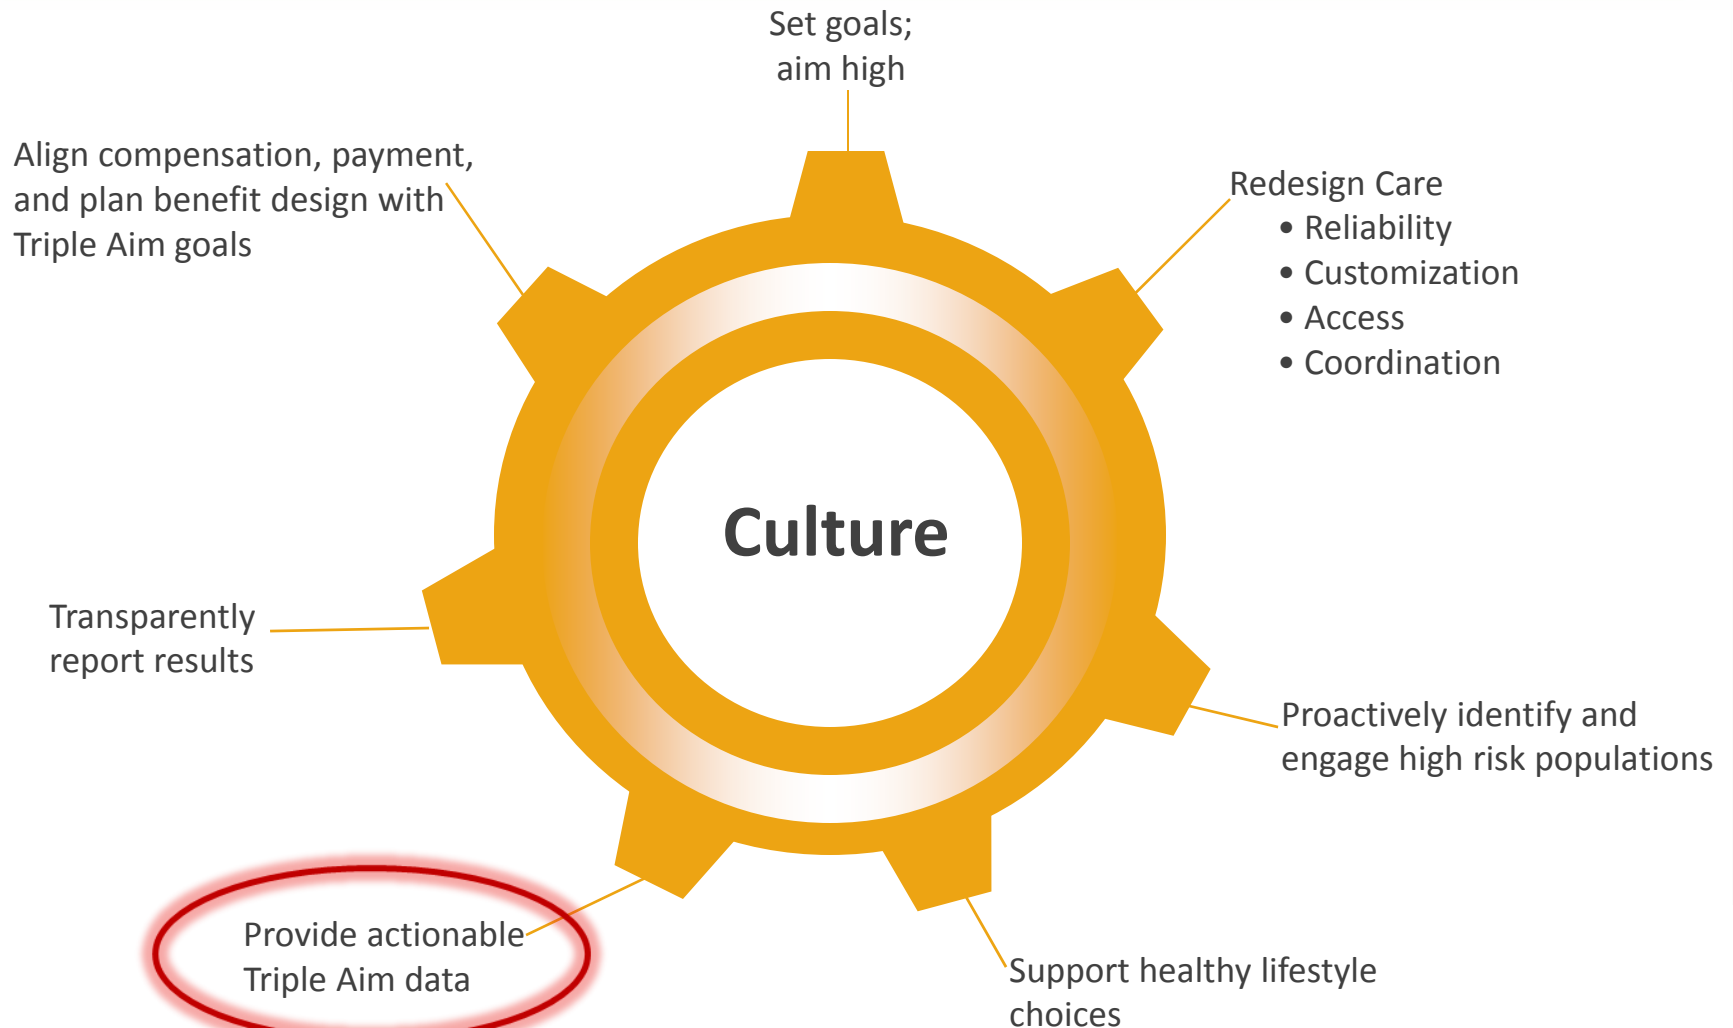 Set goals;
aim high
Align compensation, payment,
and plan benefit design with
Triple Aim goals
Redesign Care
• Reliability
• Customization
• Access
• Coordination
Culture
Transparently
report results
Proactively identify and
engage high risk populations
Provide actionable
Triple Aim data
Support healthy lifestyle
choices